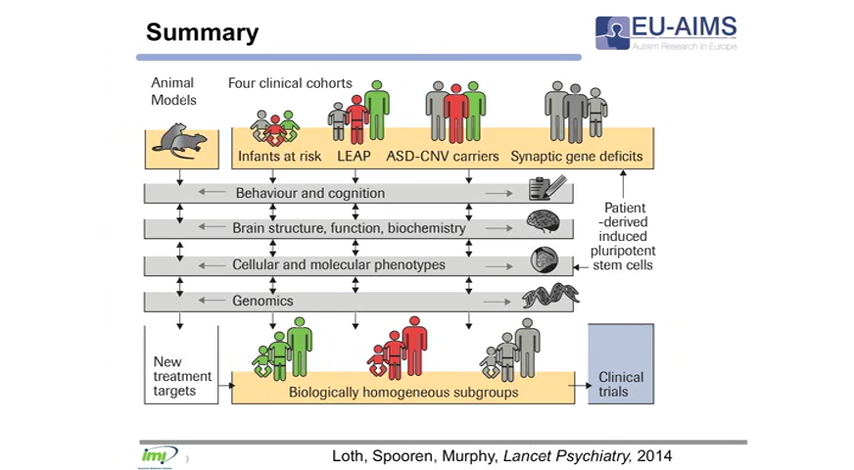 Summary
EU-AIMS
Autism Research in Europe
Animal
Models
Four clinical cohorts
Infants at risk
LEAP
ASD-CNV carriers
Synaptic gene deficits
Behaviour and cognition
Brain structure, function, biochemistry
Cellular and molecular phenotypes
Genomics
Patient
-derived
induced
pluripotent
stem cells
New
treatment
targets
Biologically homogeneous subgroups
Clinical
trials
imi
)
Loth, Spooren, Murphy, Lancet Psychiatry, 2014